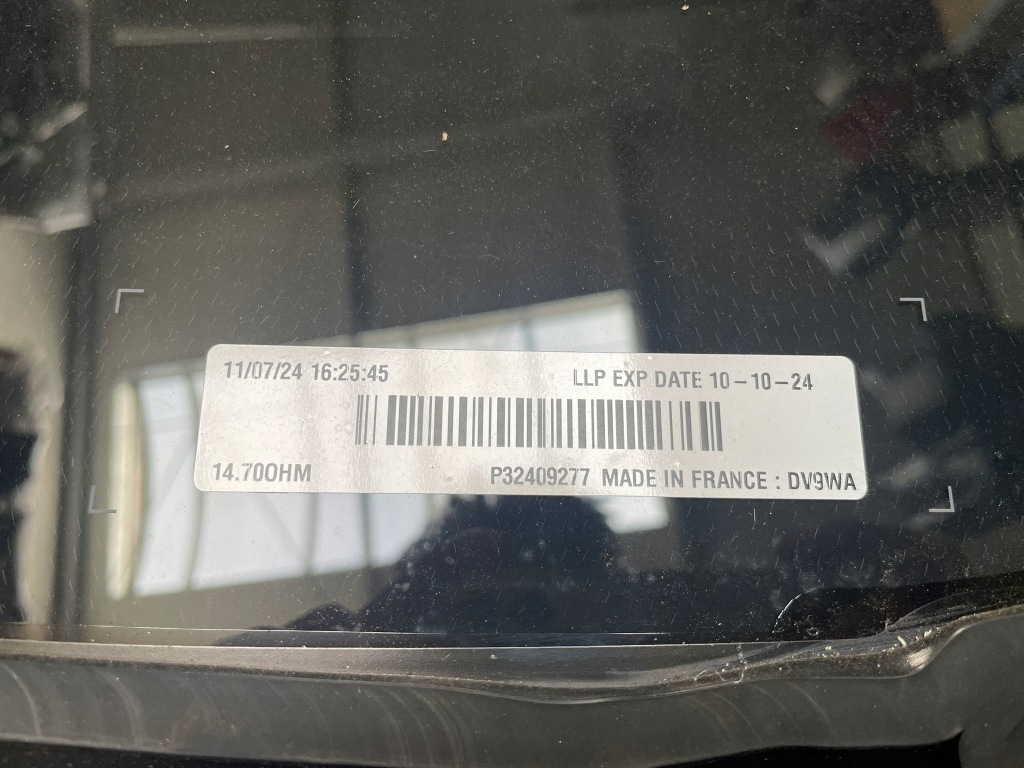 11/07/24 16:25:45 LLP EXP DATE 10-10-24
14.70OHM P32409277 MADE IN FRANCE : DV9WA